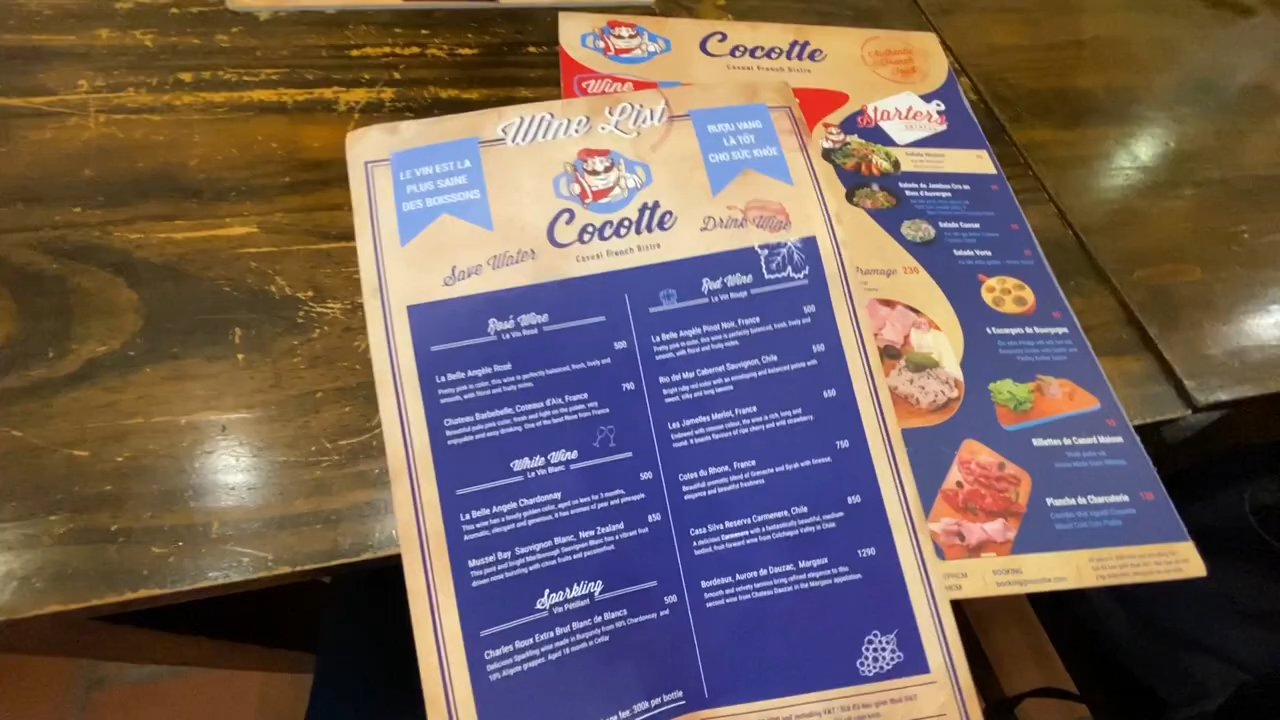 Wine List
LE VIN EST LA
PLUS SAINE
DES BOISSONS
RƯỢU VANG
LÀ TỐT
CHO SỨC KHỎE
Cocotte
Casual French Bistro
Save Water
Drink Wine
Rosé Wine
Le Vin Rosé
La Belle Angèle Rosé 500
Pretty pink in color, this wine is perfectly balanced, fresh, lively and
smooth, with floral and fruity notes.
Chateau Barbebelle, Coteaux d'Aix, France 790
Beautiful pale pink color, fresh and light on the palate, very
enjoyable and easy drinking. One of the best Rose from France
White Wine
Le Vin Blanc
La Belle Angele Chardonnay 500
This wine has a lovely golden color, aged on lees for 3 months,
Aromatic, elegant and generous, it has aromas of pear and pineapple
Mussel Bay Sauvignon Blanc, New Zealand 850
This pure and bright Marlborough Sauvignon Blanc has a vibrant fruit
driven nose bursting with citrus fruits and passionfruit.
Sparkling
Vin Pétillant
Charles Roux Extra Brut Blanc de Blancs 500
Delicious Sparkling wine made in Burgundy from 90% Chardonnay and
10% Aligote grappes. Aged 18 month in Cellar
fee: 300k per bottle
Red Wine
Le Vin Rouge
La Belle Angèle Pinot Noir, France 500
Pretty pink in color, this wine is perfectly balanced, fresh, lively and
smooth, with floral and fruity notes.
Rio del Mar Cabernet Sauvignon, Chile 550
Bright ruby red color with an enveloping and balanced palate with
sweet, silky and long tannins
Les Jamelles Merlot, France 650
Endowed with intense colour, the wine is rich, long and
round. It boasts flavours of ripe cherry and wild strawberry.
Cotes du Rhone, France 750
Beautiful aromatic blend of Grenache and Syrah with finesse,
elegance and beautiful freshness
Casa Silva Reserva Carmenere, Chile 850
A delicious Carmenere with a fantastically beautiful, medium-
bodied, fruit-forward wine from Colchagua Valley in Chile.
Bordeaux, Aurore de Dauzac, Margaux 1290
Smooth and velvety tannins bring refined elegance to this
second wine from Chateau Dauzac in the Margaux appellation.
Cocotte
Casual French Bistro
Authentic
French
Wine
Starters
Salade Niçoise
Salade de Jambon Cru et
Bleu d'Auvergne
Salade Caesar
Salade Verte
fromage 230
6 Escargots de Bourgogne
Rillettes de Canard Maison
Planche de Charcuterie
BOOKING
booking@cocotte.com